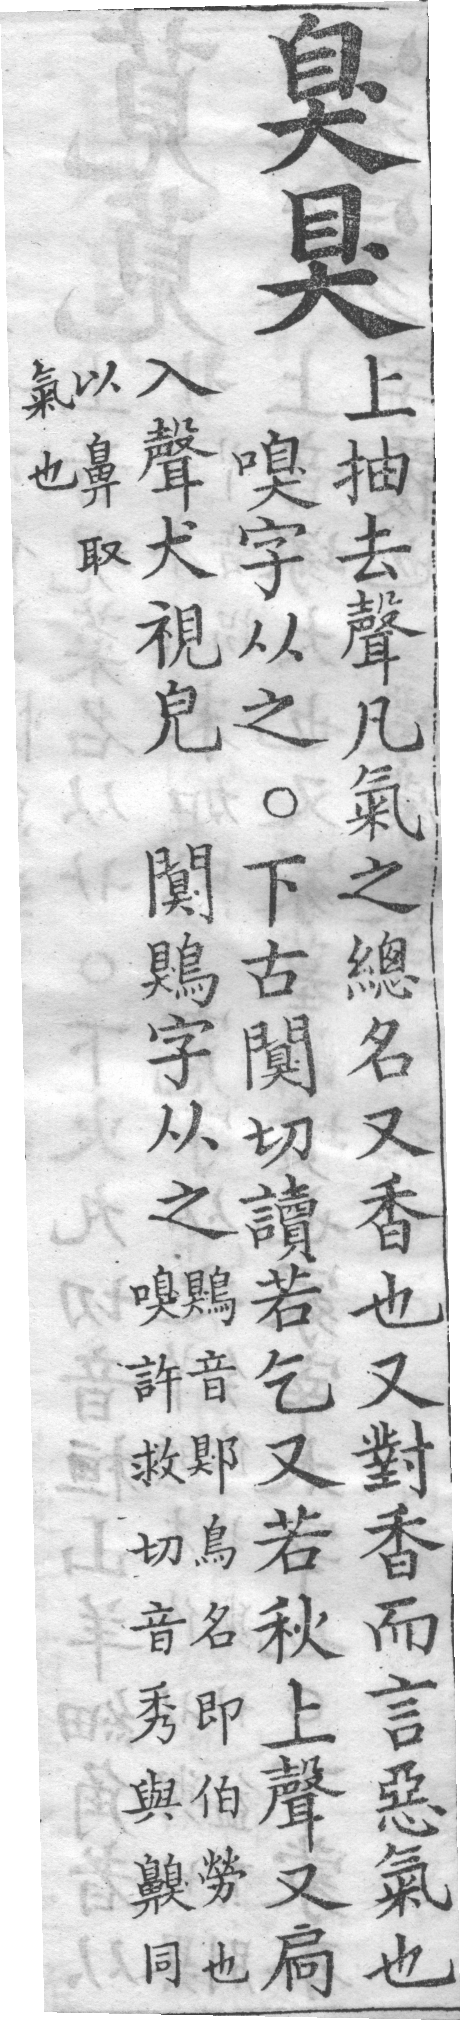 臭狊
上抽去聲凡氣之總名又香也又對香而言惡氣也
嗅字从之○下古闃切讀若乞又若秋上聲又扃
入聲犬視皃 闃鶪字从之
鶪音郹鳥名即伯勞也
嗅許救切音秀與齅同
以鼻取
氣也